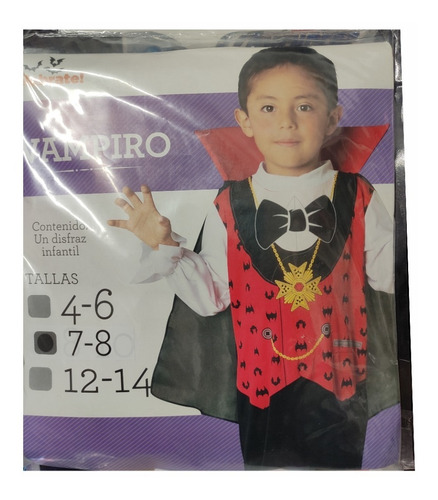 VAMPIRO
Contenido:
Un disfraz
infantil
TALLAS
4-6
7-8
12-14